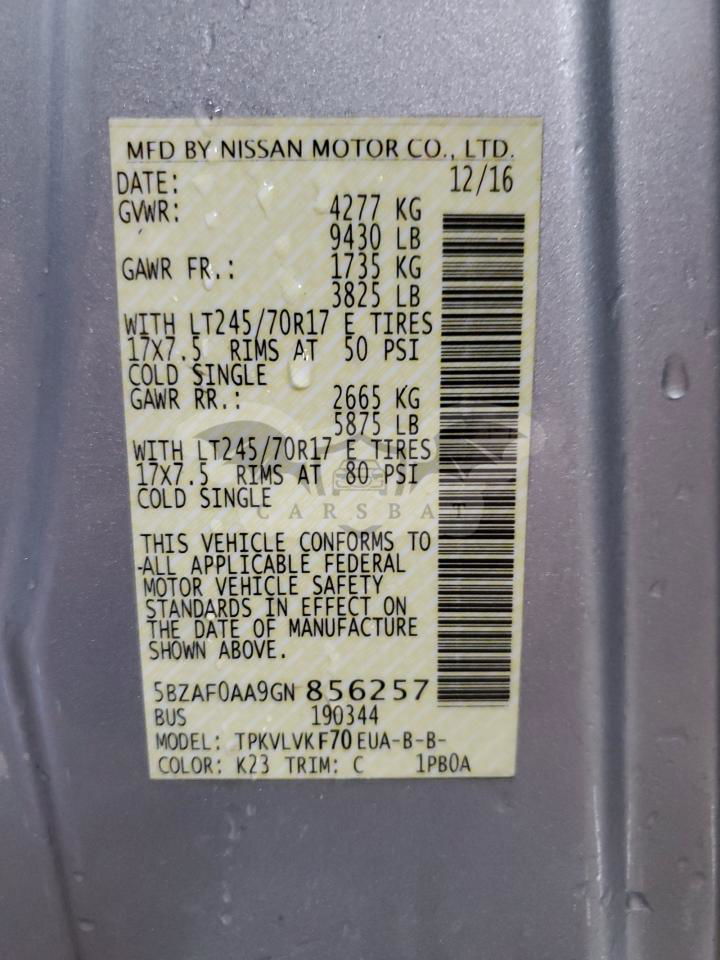 MFD BY NISSAN MOTOR CO., LTD.
DATE: 12/16
GVWR: 4277 KG
9430 LB
GAWR FR.: 1735 KG
3825 LB
WITH LT245/70R17 E TIRES
17X7.5 RIMS AT 50 PSI
COLD SINGLE
GAWR RR.: 2665 KG
5875 LB
WITH LT245/70R17 E TIRES
17X7.5 RIMS AT 80 PSI
COLD SINGLE
CARSBAT
THIS VEHICLE CONFORMS TO
ALL APPLICABLE FEDERAL
MOTOR VEHICLE SAFETY
STANDARDS IN EFFECT ON
THE DATE OF MANUFACTURE
SHOWN ABOVE.
5BZAF0AA9GN 856257
BUS 190344
MODEL: TPKVLVKF70EUA-B-B-
COLOR: K23 TRIM: C 1PB0A